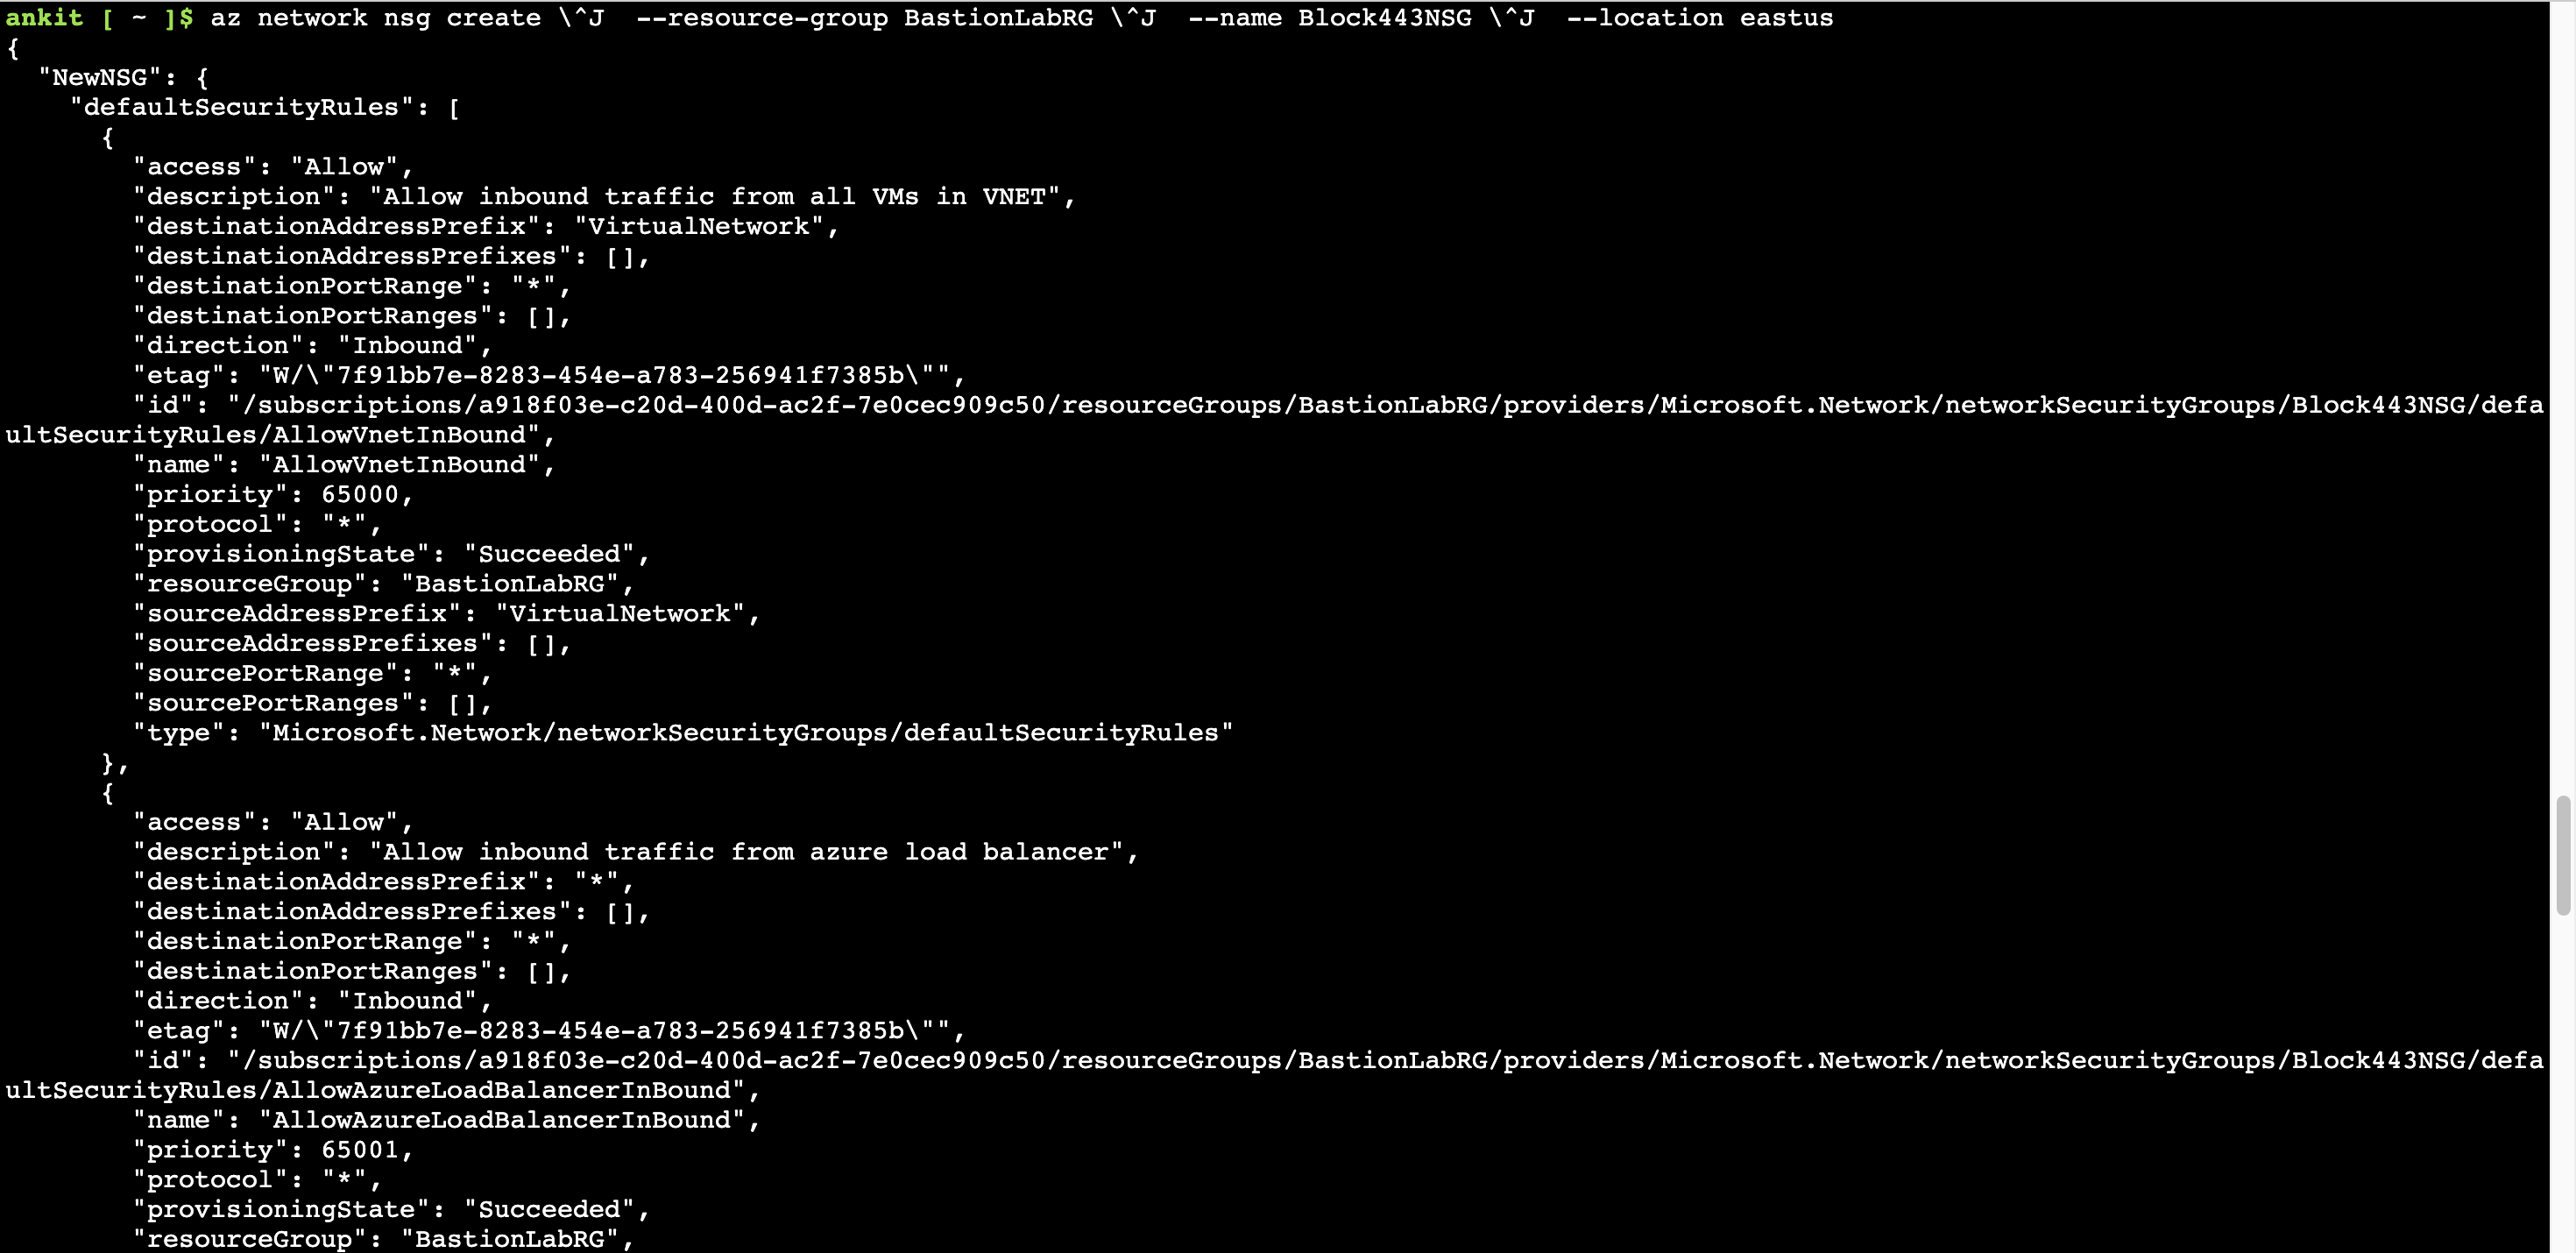 ankit [ ~ ]$ az network nsg create \^J  --resource-group BastionLabRG \^J  --name Block443NSG \^J  --location eastus
{
  "NewNSG": {
    "defaultSecurityRules": [
      {
        "access": "Allow",
        "description": "Allow inbound traffic from all VMs in VNET",
        "destinationAddressPrefix": "VirtualNetwork",
        "destinationAddressPrefixes": [],
        "destinationPortRange": "*",
        "destinationPortRanges": [],
        "direction": "Inbound",
        "etag": "W/\"7f91bb7e-8283-454e-a783-256941f7385b\"",
        "id": "/subscriptions/a918f03e-c20d-400d-ac2f-7e0cec909c50/resourceGroups/BastionLabRG/providers/Microsoft.Network/networkSecurityGroups/Block443NSG/defa
ultSecurityRules/AllowVnetInBound",
        "name": "AllowVnetInBound",
        "priority": 65000,
        "protocol": "*",
        "provisioningState": "Succeeded",
        "resourceGroup": "BastionLabRG",
        "sourceAddressPrefix": "VirtualNetwork",
        "sourceAddressPrefixes": [],
        "sourcePortRange": "*",
        "sourcePortRanges": [],
        "type": "Microsoft.Network/networkSecurityGroups/defaultSecurityRules"
      },
      {
        "access": "Allow",
        "description": "Allow inbound traffic from azure load balancer",
        "destinationAddressPrefix": "*",
        "destinationAddressPrefixes": [],
        "destinationPortRange": "*",
        "destinationPortRanges": [],
        "direction": "Inbound",
        "etag": "W/\"7f91bb7e-8283-454e-a783-256941f7385b\"",
        "id": "/subscriptions/a918f03e-c20d-400d-ac2f-7e0cec909c50/resourceGroups/BastionLabRG/providers/Microsoft.Network/networkSecurityGroups/Block443NSG/defa
ultSecurityRules/AllowAzureLoadBalancerInBound",
        "name": "AllowAzureLoadBalancerInBound",
        "priority": 65001,
        "protocol": "*",
        "provisioningState": "Succeeded",
        "resourceGroup": "BastionLabRG",